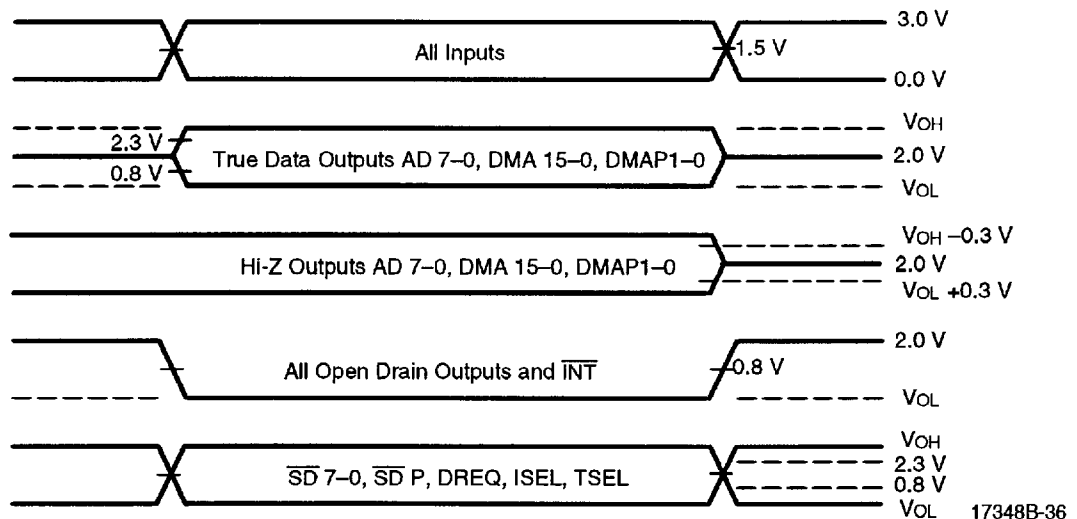 3.0 V
All Inputs
1.5 V
0.0 V
VOH
2.3 V
True Data Outputs AD 7–0, DMA 15–0, DMAP1–0
2.0 V
0.8 V
VOL
VOH –0.3 V
Hi-Z Outputs AD 7–0, DMA 15–0, DMAP1–0
2.0 V
VOL +0.3 V
2.0 V
All Open Drain Outputs and I̅N̅T̅
0.8 V
VOL
VOH
2.3 V
S̅D̅ 7–0, S̅D̅ P, DREQ, ISEL, TSEL
0.8 V
VOL
17348B-36